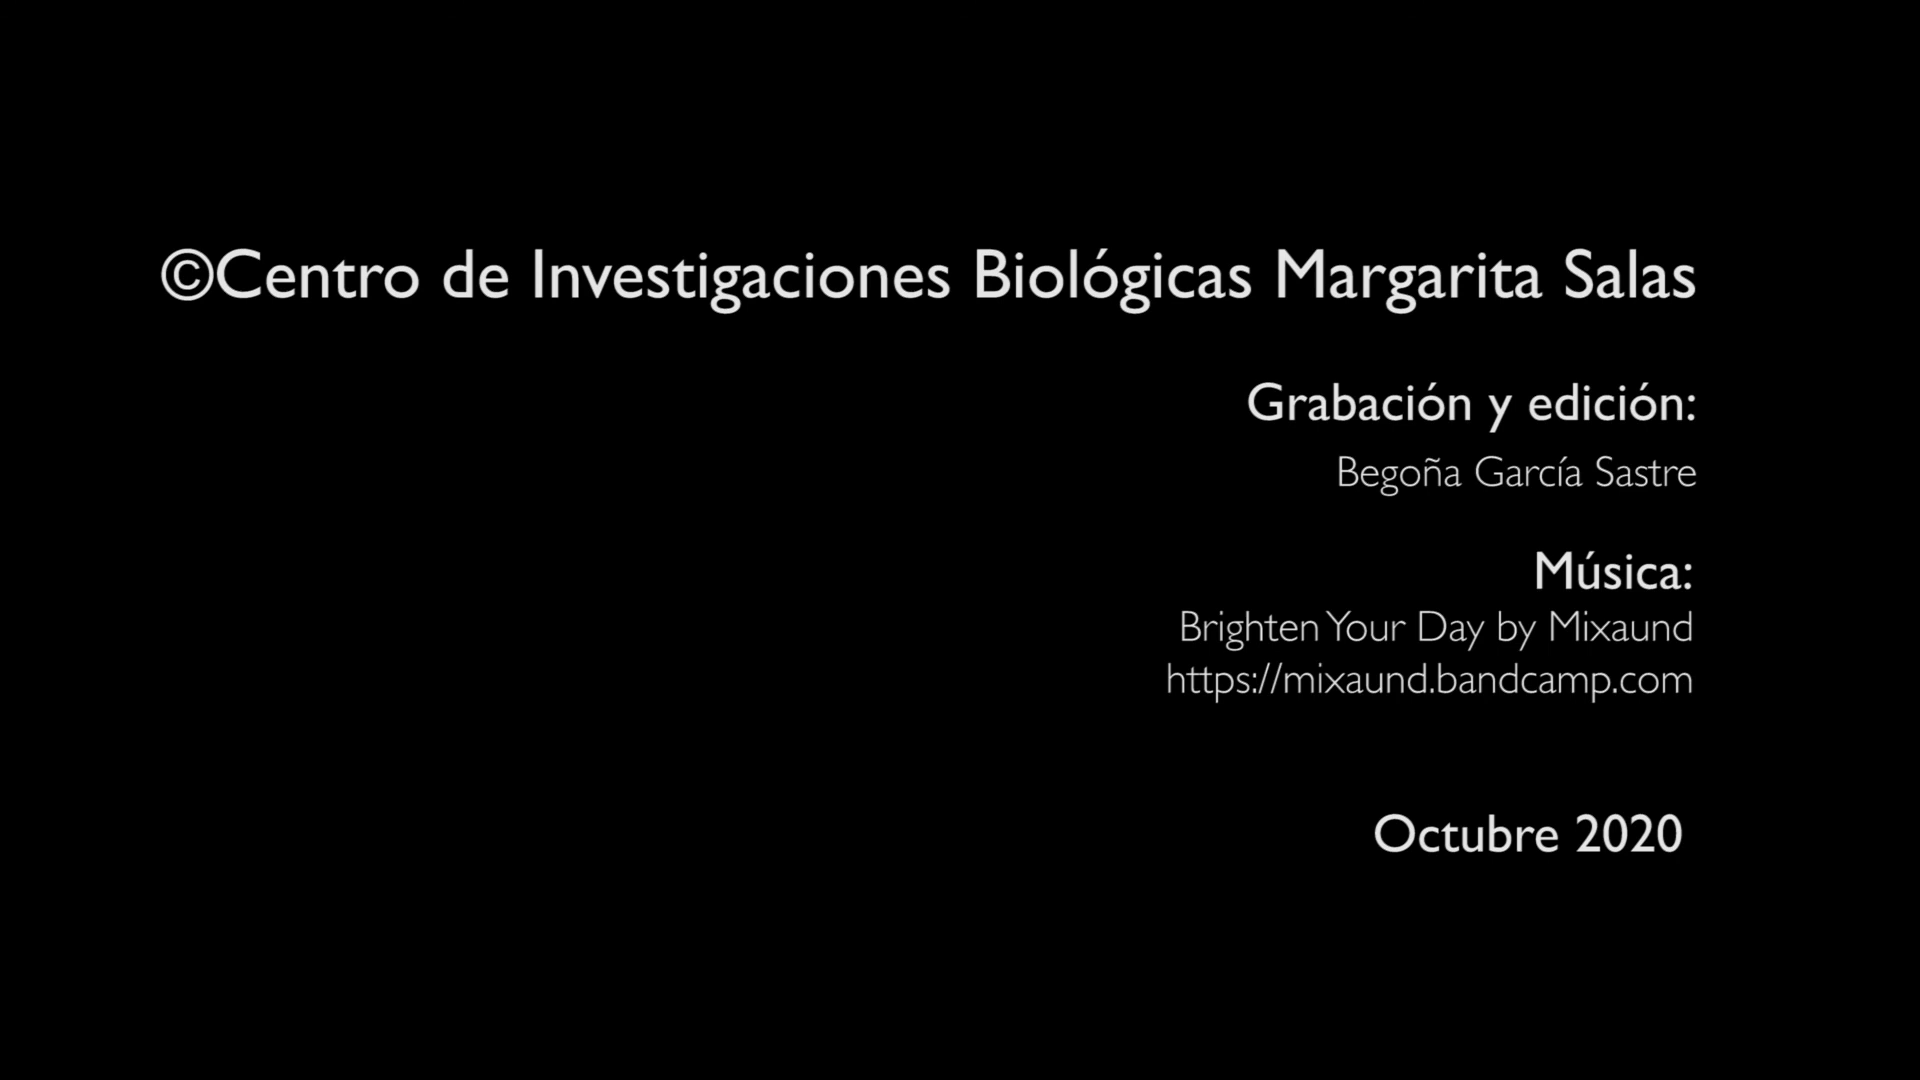 ©Centro de Investigaciones Biológicas Margarita Salas
Grabación y edición:
Begoña García Sastre
Música:
Brighten Your Day by Mixaund
https://mixaund.bandcamp.com
Octubre 2020